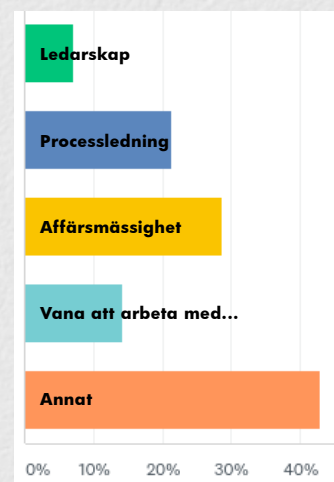 Ledarskap
Processledning
Affärsmässighet
Vana att arbeta med...
Annat
0% 10% 20% 30% 40%